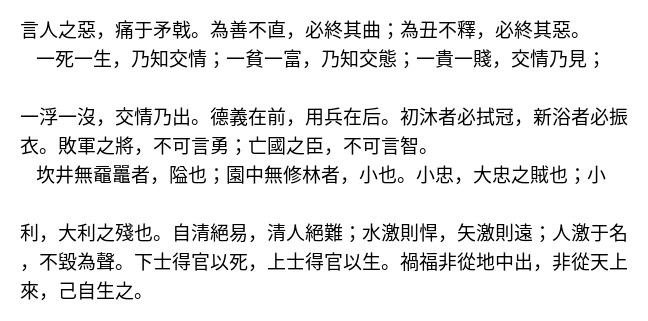 言人之惡，痛于矛戟。為善不直，必終其曲；為丑不釋，必終其惡。
一死一生，乃知交情；一貧一富，乃知交態；一貴一賤，交情乃見；
一浮一沒，交情乃出。德義在前，用兵在后。初沐者必拭冠，新浴者必振
衣。敗軍之將，不可言勇；亡國之臣，不可言智。
坎井無黿鼉者，隘也；園中無修林者，小也。小忠，大忠之賊也；小
利，大利之殘也。自清絕易，清人絕難；水激則悍，矢激則遠；人激于名
，不毀為聲。下士得官以死，上士得官以生。禍福非從地中出，非從天上
來，己自生之。